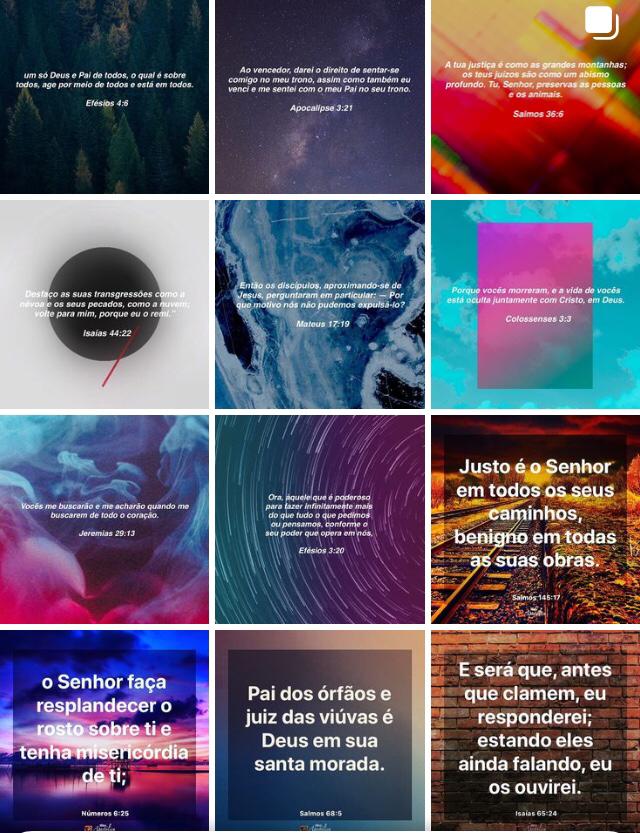 um só Deus e Pai de todos, o qual é sobre
todos, age por meio de todos e está em todos.
Efésios 4:6
Ao vencedor, darei o direito de sentar-se
comigo no meu trono, assim como também eu
venci e me sentei com o meu Pai no seu trono.
Apocalipse 3:21
A tua justiça é como as grandes montanhas;
os teus juízos são como um abismo
profundo. Tu, Senhor, preservas as pessoas
e os animais.
Salmos 36:6
Desfaço as suas transgressões como a
névoa e os seus pecados, como a nuvem;
volte para mim, porque eu o remi."
Isaías 44:22
Então os discípulos, aproximando-se de
Jesus, perguntaram em particular: — Por
que motivo nós não pudemos expulsá-lo?
Mateus 17:19
Porque vocês morreram, e a vida de vocês
está oculta juntamente com Cristo, em Deus.
Colossenses 3:3
Vocês me buscarão e me acharão quando me
buscarem de todo o coração.
Jeremias 29:13
Ora, àquele que é poderoso
para fazer infinitamente mais
do que tudo o que pedimos
ou pensamos, conforme o
seu poder que opera em nós,
Efésios 3:20
Justo é o Senhor
em todos os seus
caminhos,
benigno em todas
as suas obras.
Salmos 145:17
o Senhor faça
resplandecer o
rosto sobre ti e
tenha misericórdia
de ti;
Números 6:25
Pai dos órfãos e
juiz das viúvas é
Deus em sua
santa morada.
Salmos 68:5
E será que, antes
que clamem, eu
responderei;
estando eles
ainda falando, eu
os ouvirei.
Isaías 65:24